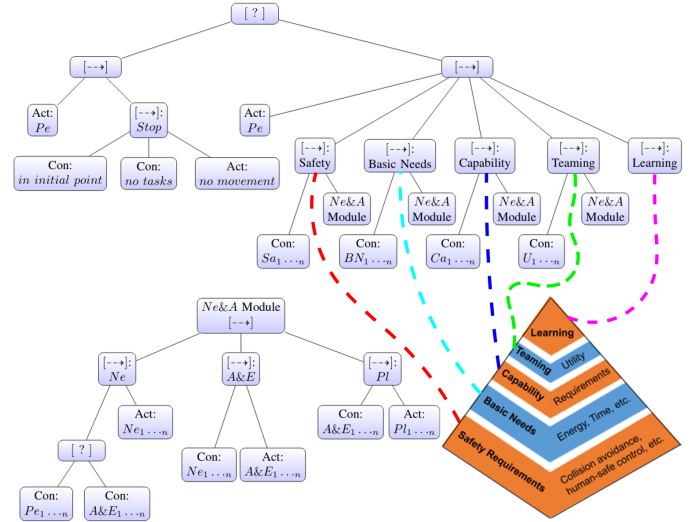 [ ? ]
[--→]
[--→]
Act:
Pe
[--→]:
Stop
Act:
Pe
Con:
in initial point
Con:
no tasks
Act:
no movement
[--→]:
Safety
[--→]:
Basic Needs
[--→]:
Capability
[--→]:
Teaming
[--→]:
Learning
Ne&A
Module
Ne&A
Module
Ne&A
Module
Ne&A
Module
Con:
Sa₁ …ₙ
Con:
BN₁ …ₙ
Con:
Ca₁ …ₙ
Con:
U₁ …ₙ
Ne&A Module
[--→]
[--→]:
Ne
[--→]:
A&E
[--→]:
Pl
Act:
Ne₁ …ₙ
Con:
A&E₁ …ₙ
Act:
Pl₁ …ₙ
[ ? ]
Con:
Ne₁ …ₙ
Act:
A&E₁ …ₙ
Con:
Pe₁ …ₙ
Con:
A&E₁ …ₙ
Learning
Teaming
Utility
Capability
Requirements
Basic Needs
Energy, Time, etc.
Safety Requirements
Collision avoidance,
human-safe control, etc.